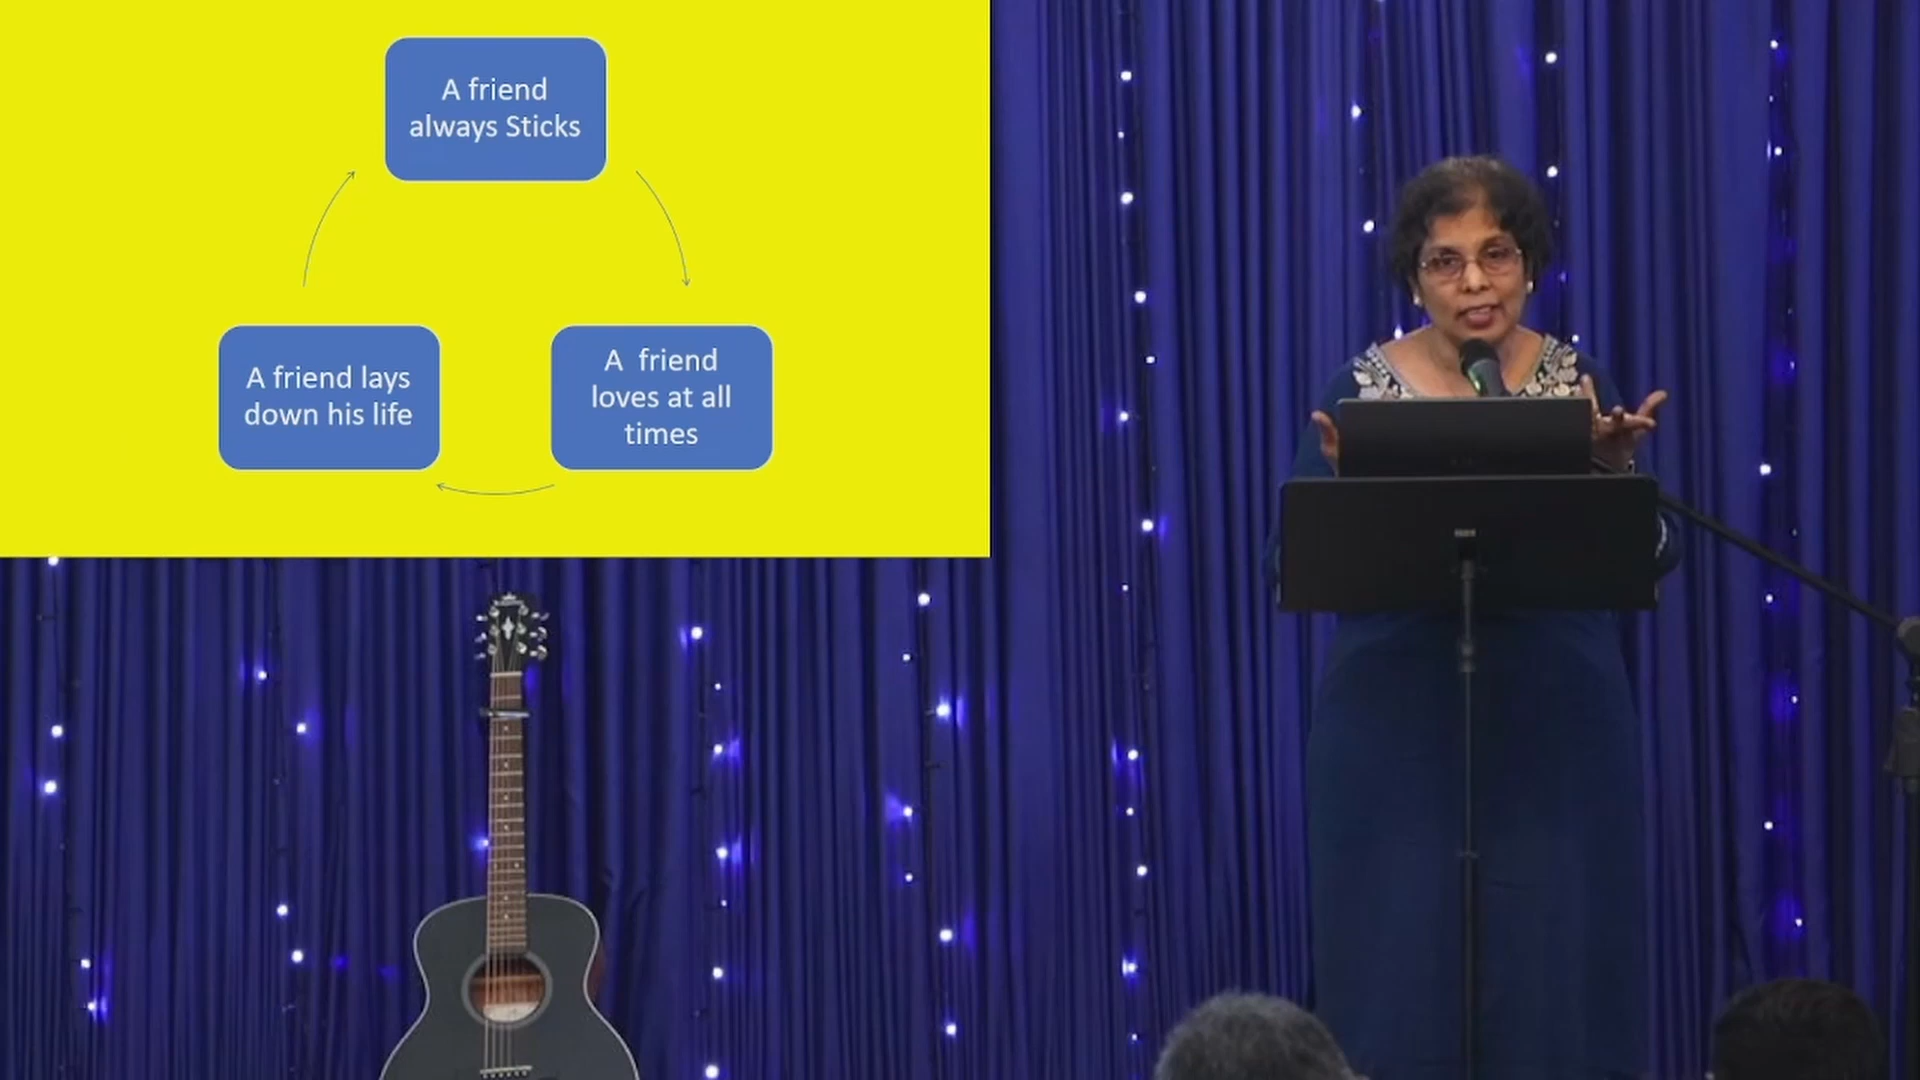 A friend
always Sticks
A friend lays
down his life
A friend
loves at all
times